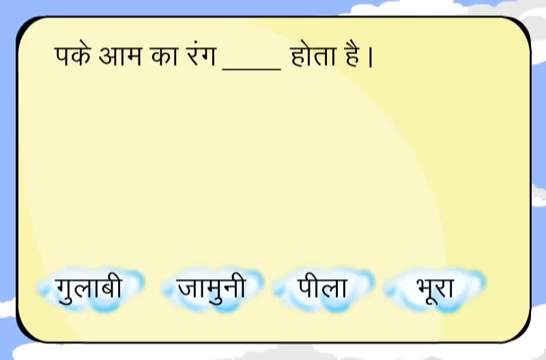 पके आम का रंग _____ होता है।
गुलाबी जामुनी पीला भूरा